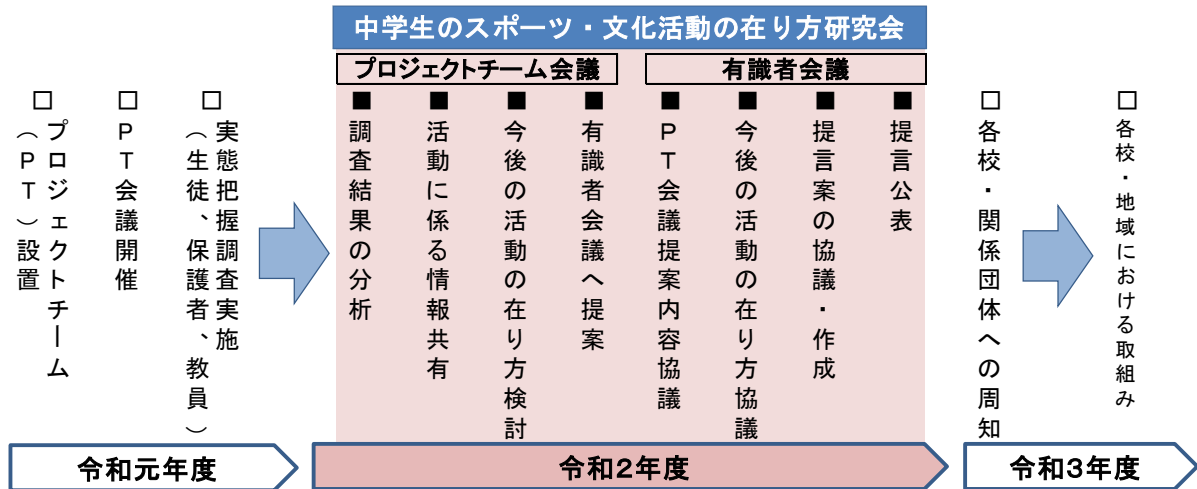 中学生のスポーツ・文化活動の在り方研究会
プロジェクトチーム会議
有識者会議
□プロジェクトチーム
（ＰＴ）設置
□ＰＴ会議開催
□実態把握調査実施
（生徒、保護者、教員）
■調査結果の分析
■活動に係る情報共有
■今後の活動の在り方検討
■有識者会議へ提案
■ＰＴ会議提案内容協議
■今後の活動の在り方協議
■提言案の協議・作成
■提言公表
□各校・関係団体への周知
□各校・地域における取組み
令和元年度
令和２年度
令和３年度